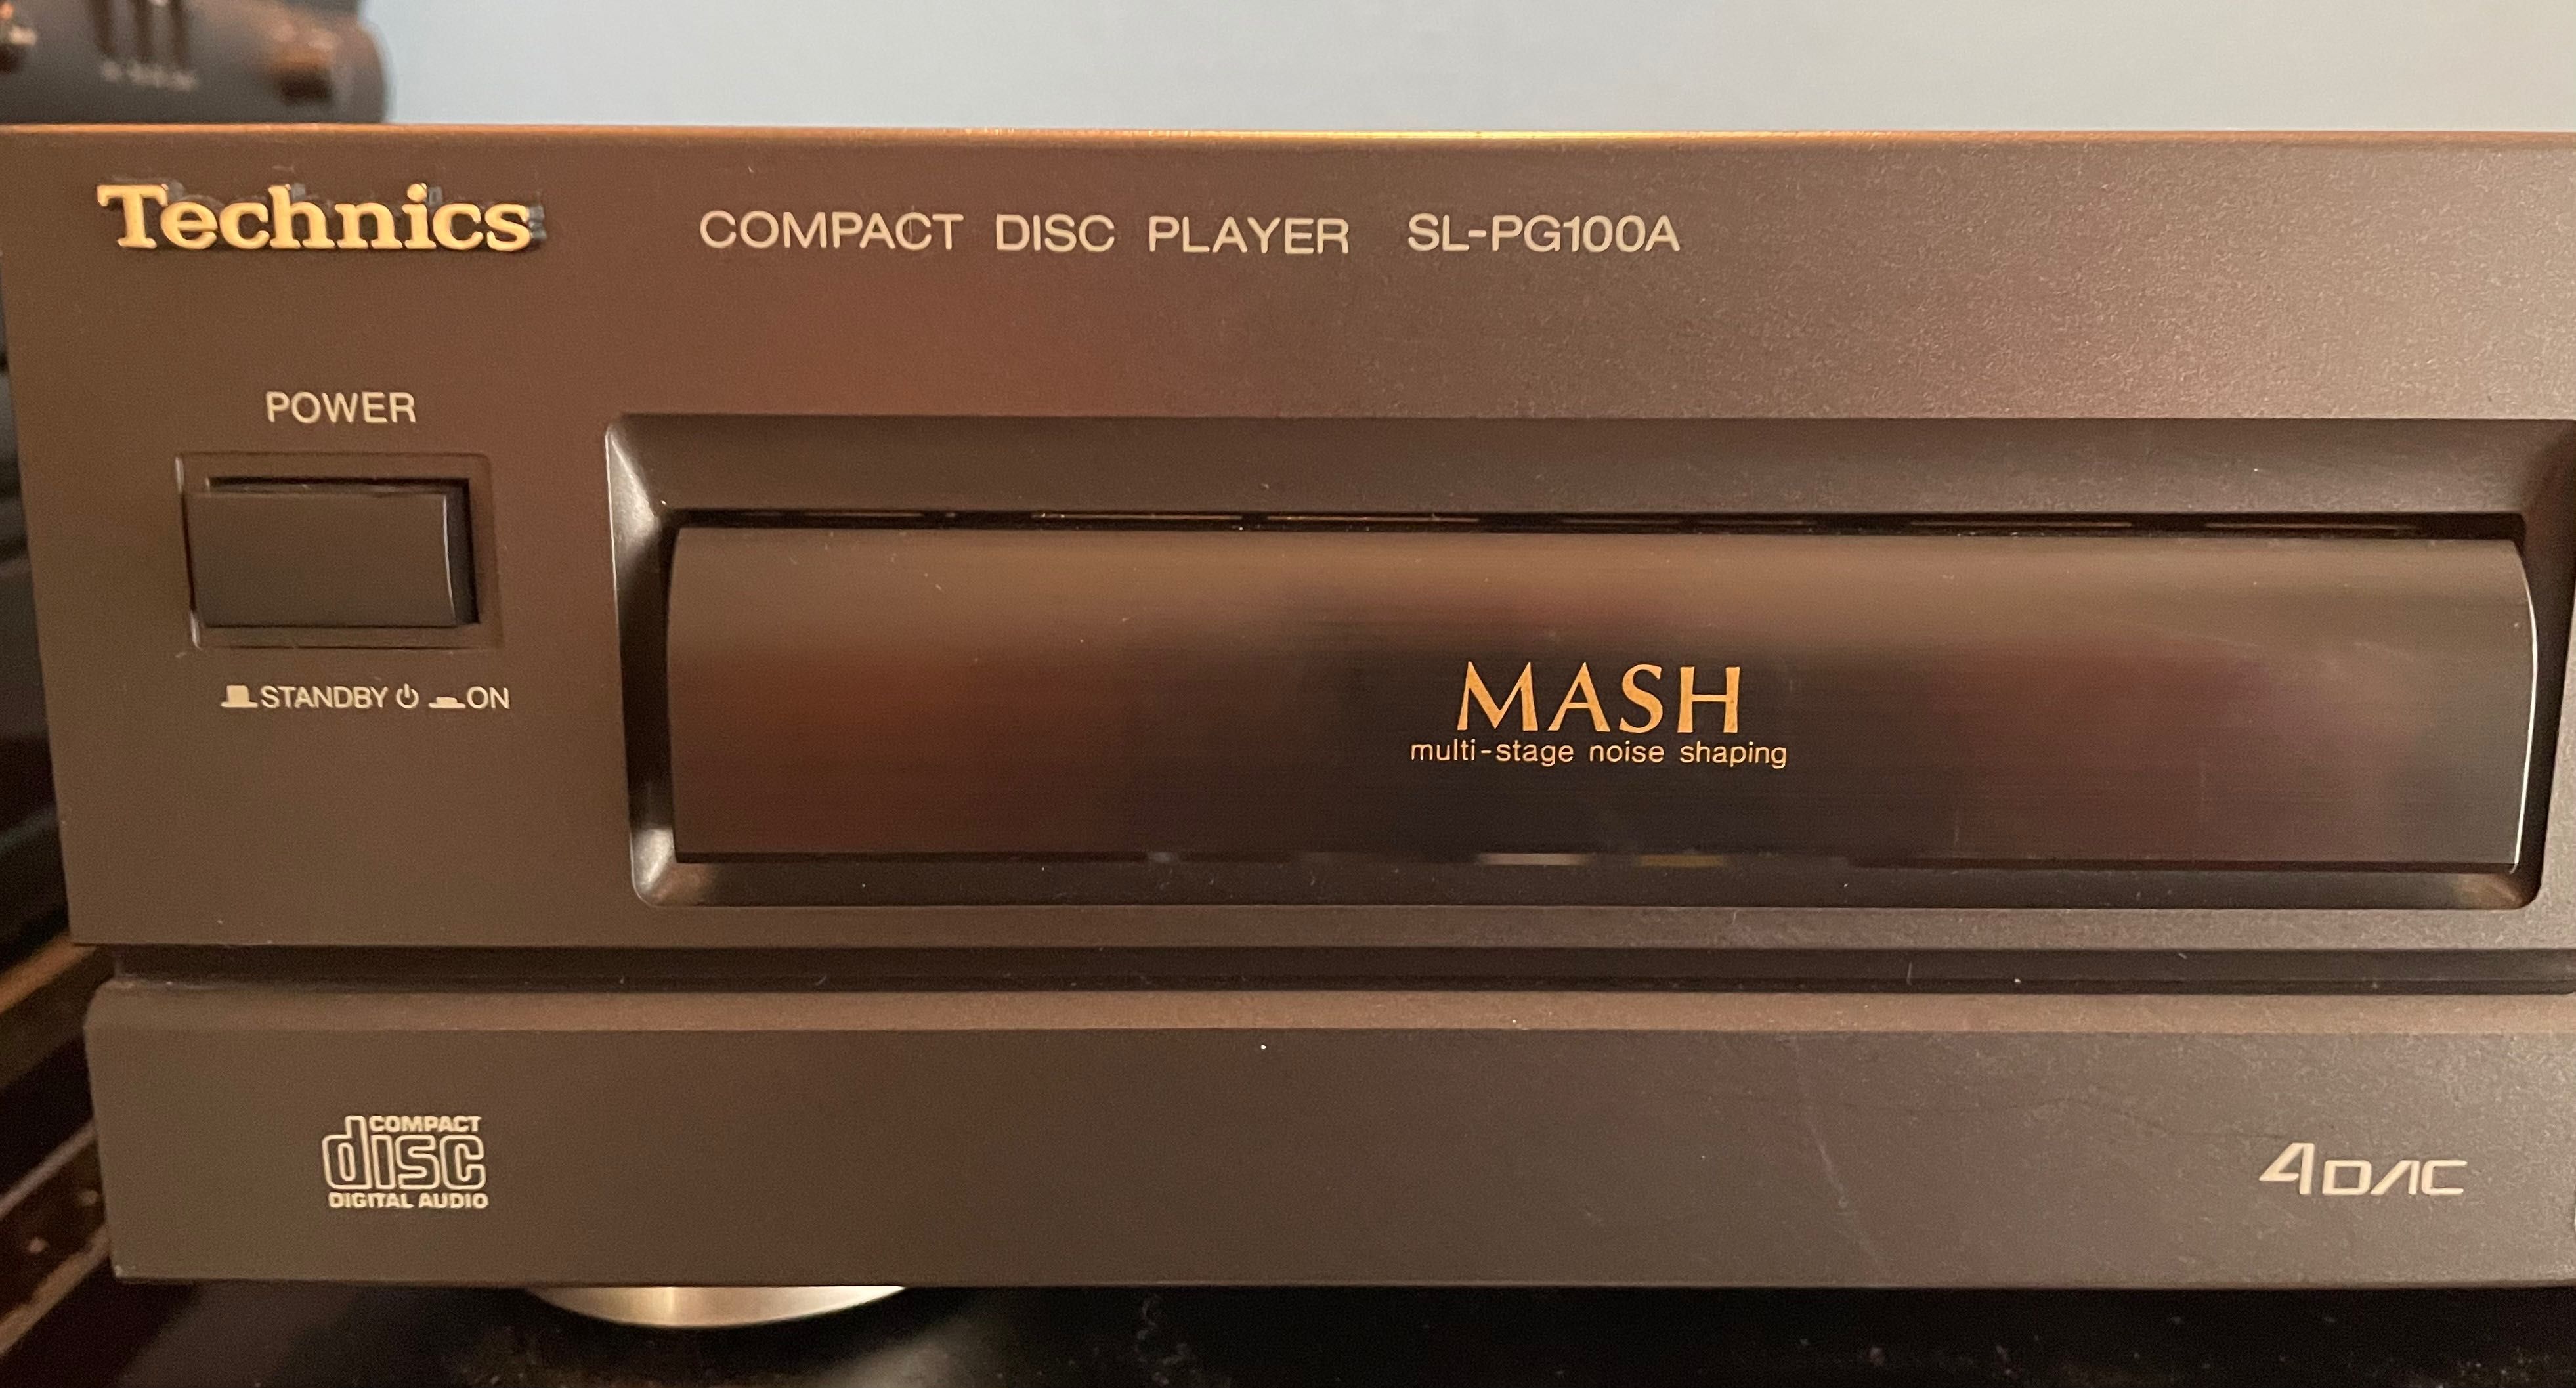 Technics
COMPACT DISC PLAYER SL-PG100A
POWER
STANDBY ⏻ ON
MASH
multi-stage noise shaping
COMPACT
disc
DIGITAL AUDIO
4DAC